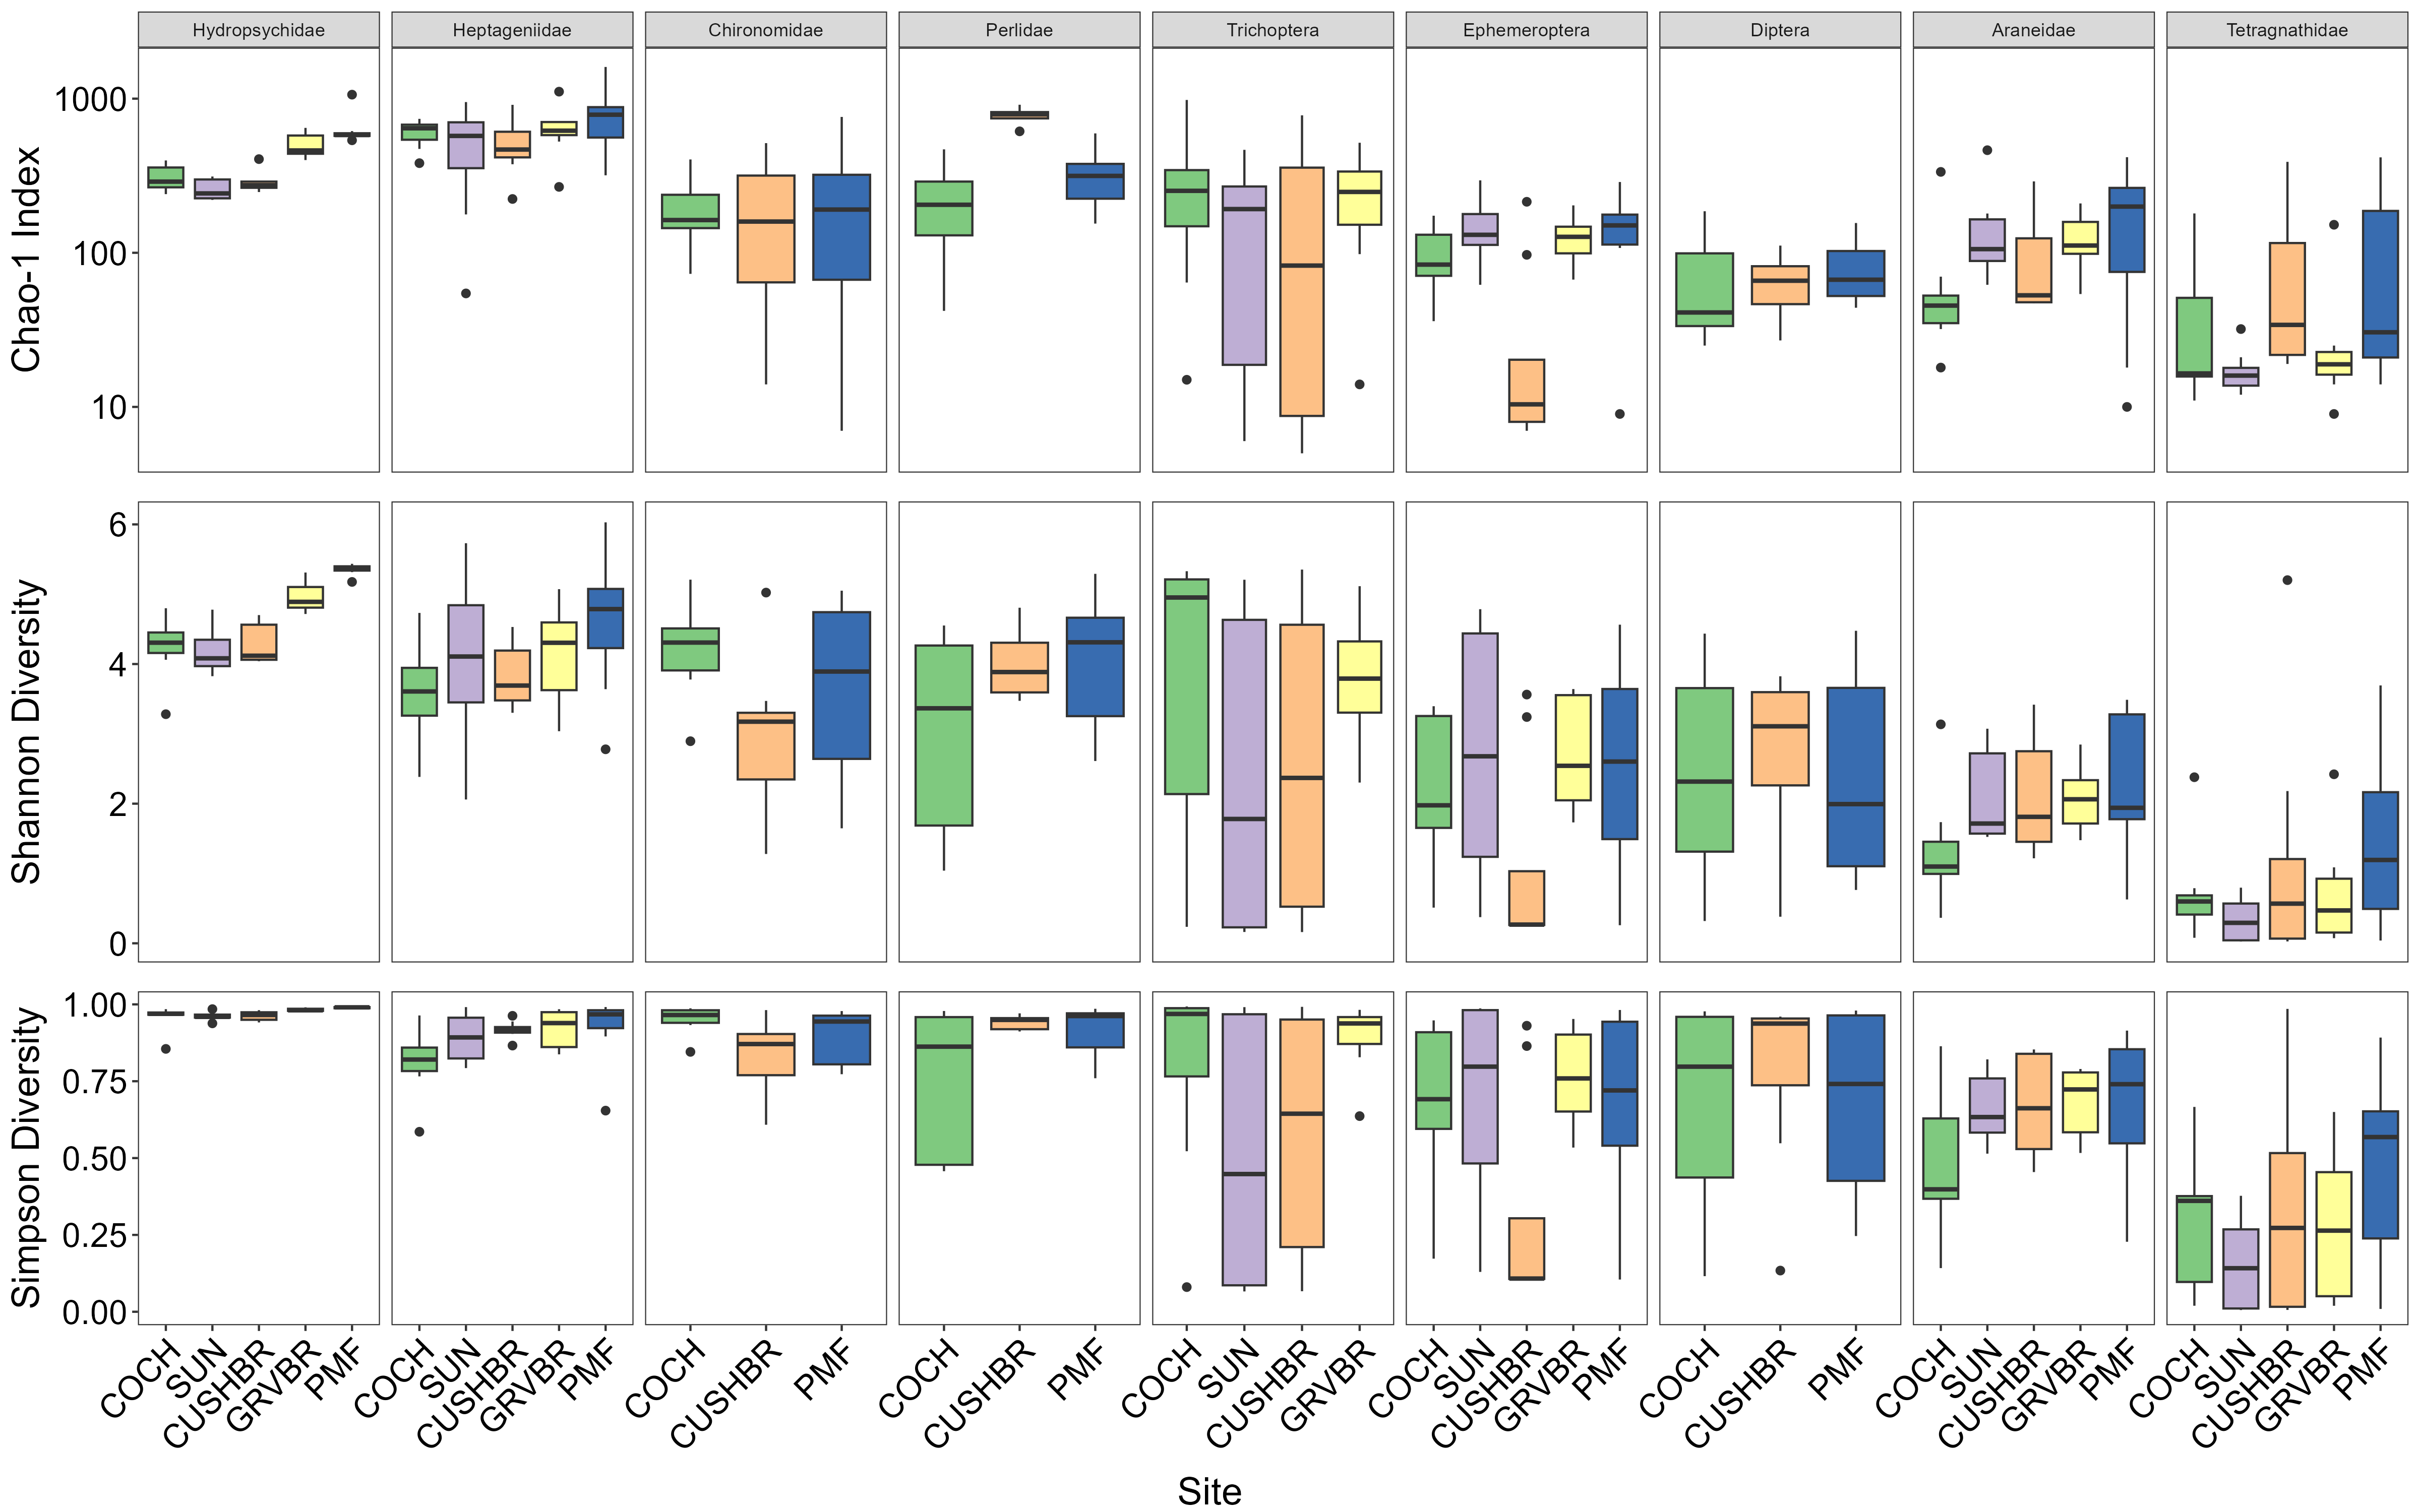 Hydropsychidae Heptageniidae Chironomidae Perlidae Trichoptera Ephemeroptera Diptera Araneidae Tetragnathidae
Chao-1 Index
1000
100
10
Shannon Diversity
6
4
2
0
Simpson Diversity
1.00
0.75
0.50
0.25
0.00
COCH SUN CUSHBR GRVBR PMF COCH SUN CUSHBR GRVBR PMF COCH CUSHBR PMF COCH CUSHBR PMF COCH SUN CUSHBR GRVBR COCH SUN CUSHBR GRVBR PMF COCH CUSHBR PMF COCH SUN CUSHBR GRVBR PMF COCH SUN CUSHBR GRVBR PMF
Site